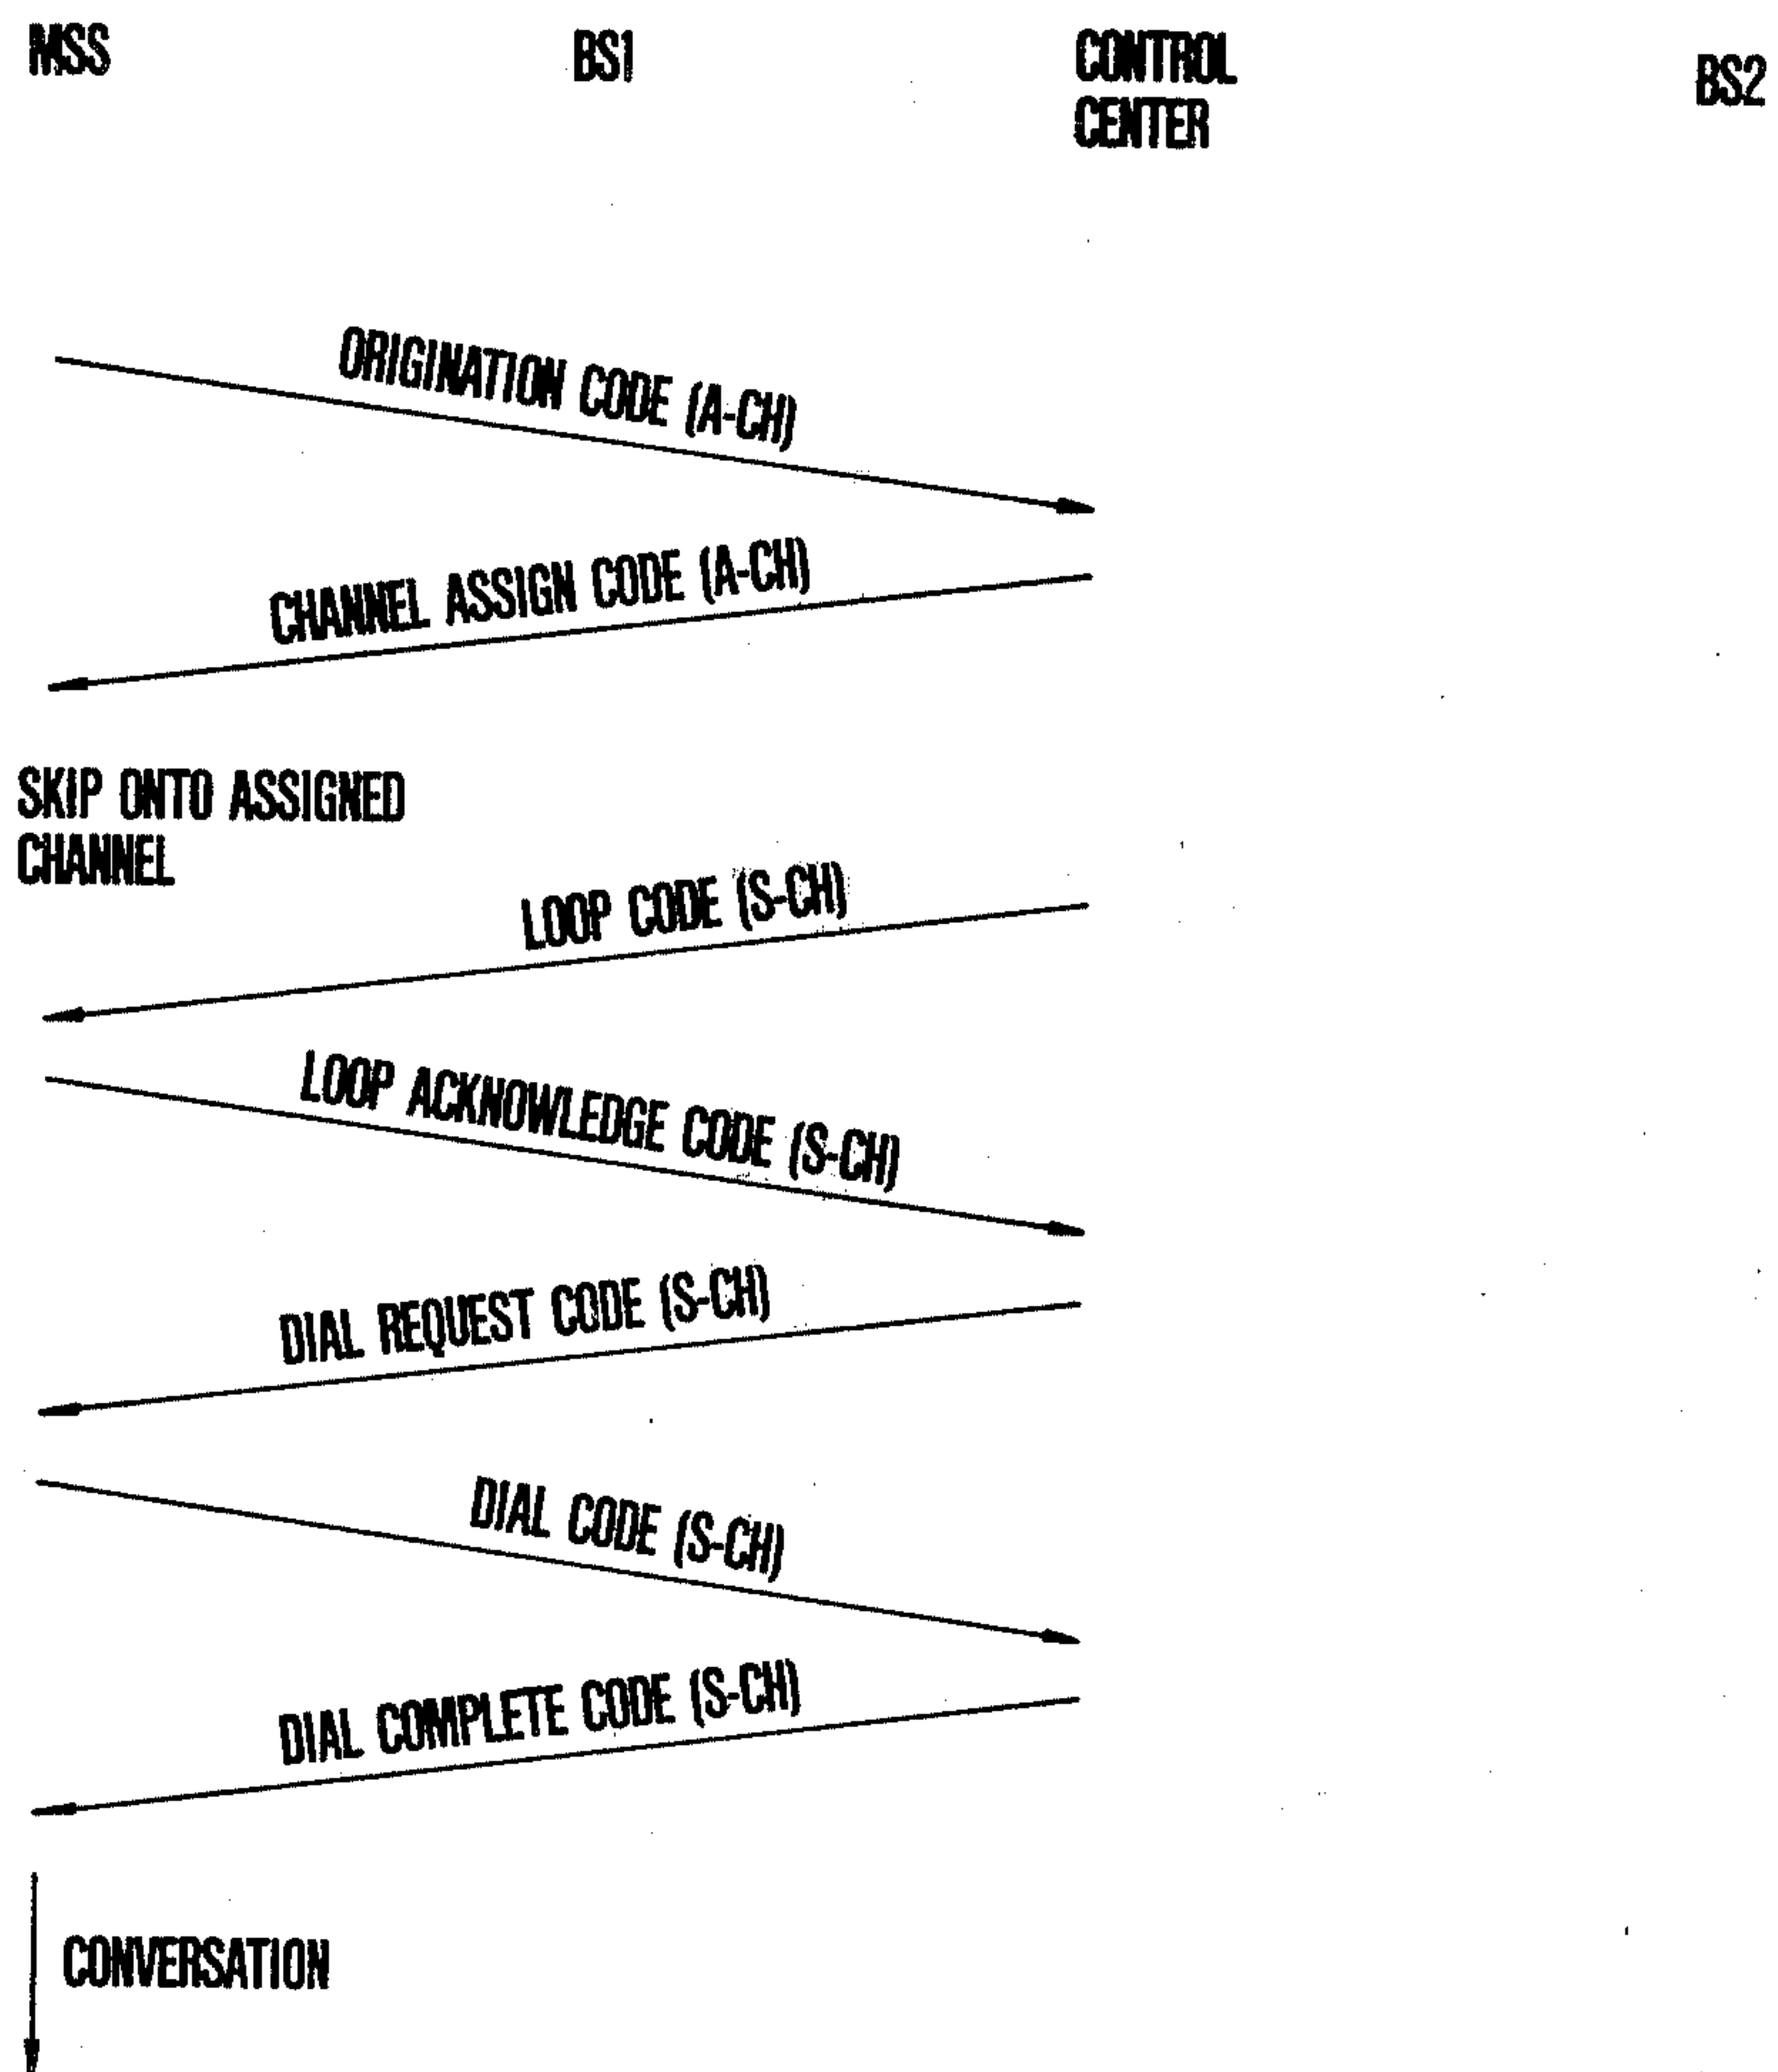 MSS
BS1
CONTROL
CENTER
BS2
ORIGINATION CODE (A-CH)
CHANNEL ASSIGN CODE (A-CH)
SKIP ONTO ASSIGNED
CHANNEL
LOOP CODE (S-CH)
LOOP ACKNOWLEDGE CODE (S-CH)
DIAL REQUEST CODE (S-CH)
DIAL CODE (S-CH)
DIAL COMPLETE CODE (S-CH)
CONVERSATION